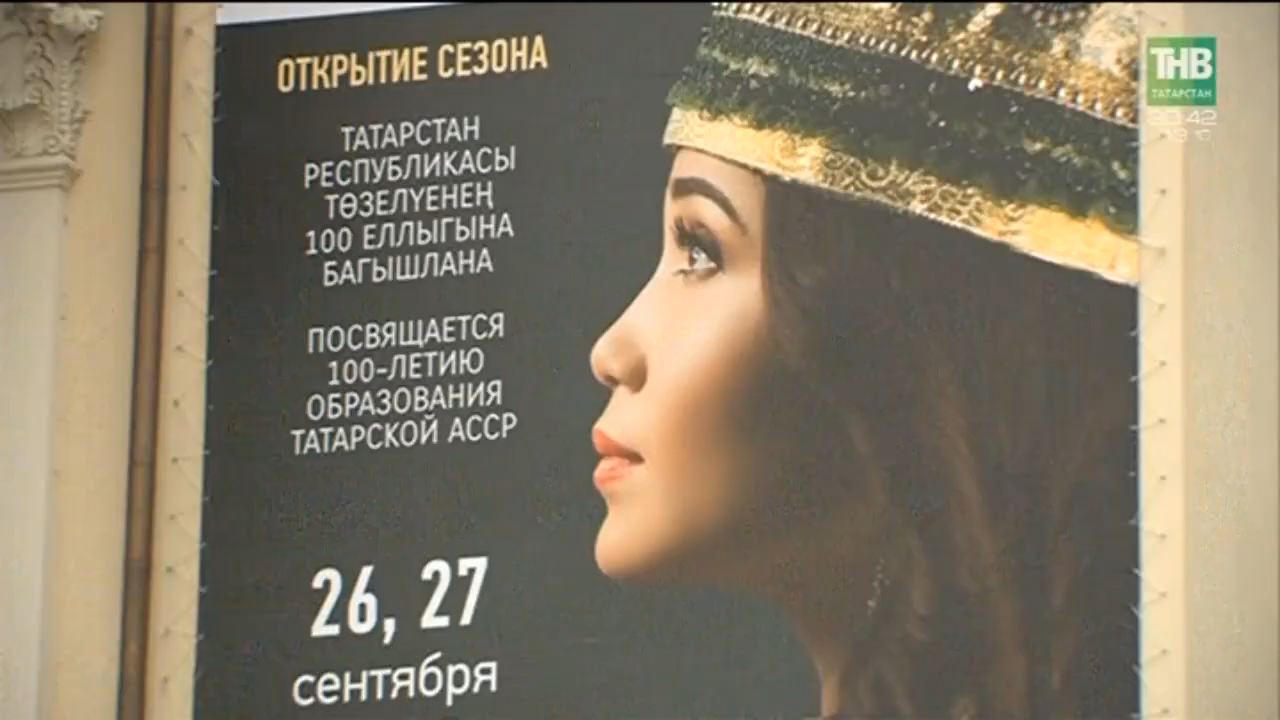 ОТКРЫТИЕ СЕЗОНА
ТАТАРСТАН
РЕСПУБЛИКАСЫ
ТӨЗЕЛҮЕНЕҢ
100 ЕЛЛЫГЫНА
БАГЫШЛАНА
ПОСВЯЩАЕТСЯ
100-ЛЕТИЮ
ОБРАЗОВАНИЯ
ТАТАРСКОЙ АССР
26, 27
сентября
ТНВ
ТАТАРСТАН
20:42